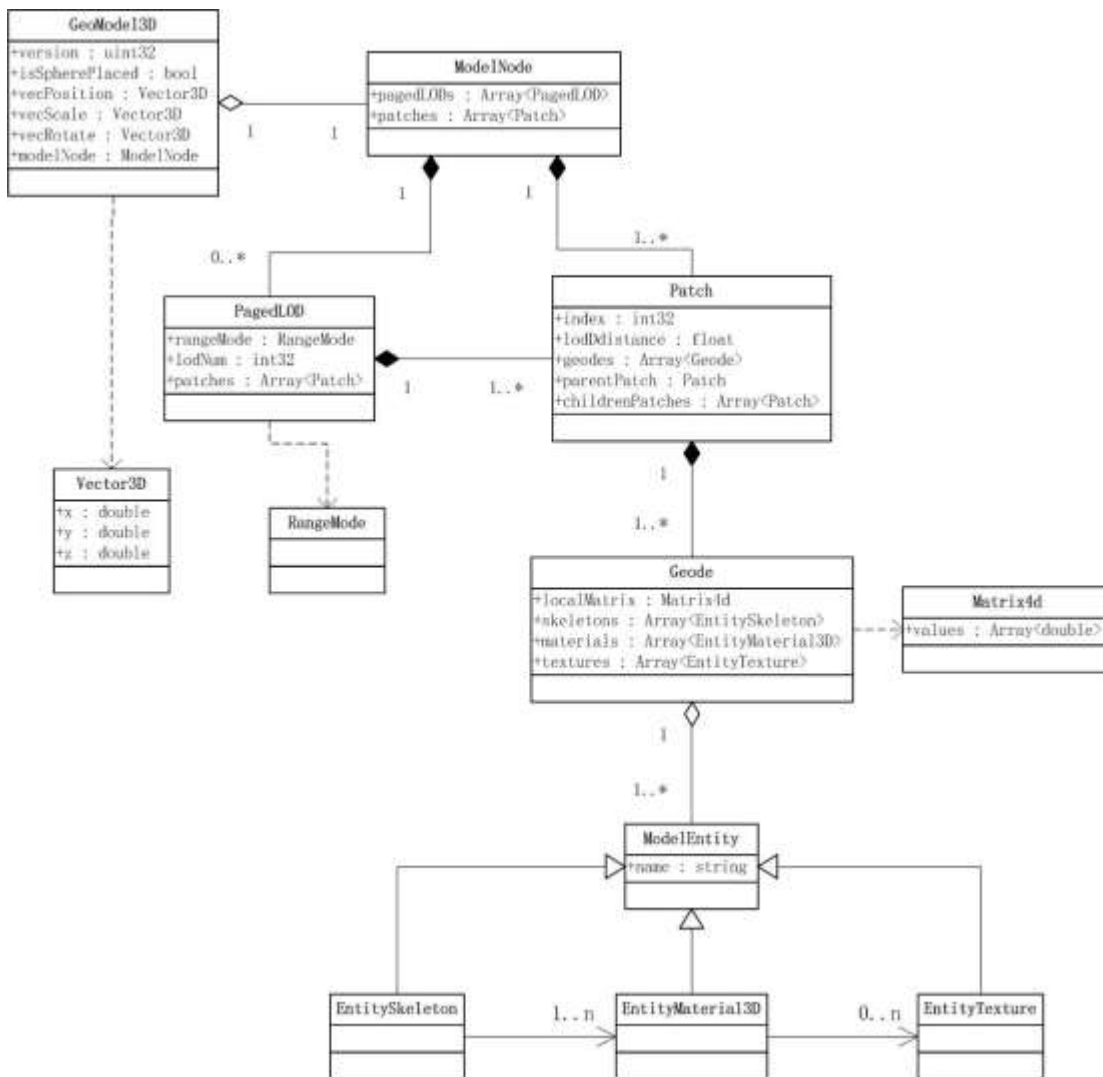 GeoModel3D
+version : uint32
+isSpherePlaced : bool
+vecPosition : Vector3D
+vecScale : Vector3D
+vecRotate : Vector3D
+modelNode : ModelNode
1
1
ModelNode
+pagedLODs : Array<PagedLOD>
+patches : Array<Patch>
1
1
0..*
1..*
PagedLOD
+rangeMode : RangeMode
+lodNum : int32
+patches : Array<Patch>
1
1..*
Patch
+index : int32
+lodDdistance : float
+geodes : Array<Geode>
+parentPatch : Patch
+childrenPatches : Array<Patch>
1
1..*
Vector3D
+x : double
+y : double
+z : double
RangeMode
Geode
+localMatrix : Matrix4d
+skeletons : Array<EntitySkeleton>
+materials : Array<EntityMaterial3D>
+textures : Array<EntityTexture>
Matrix4d
+values : Array<double>
1
1..*
ModelEntity
+name : string
EntitySkeleton
1..n
EntityMaterial3D
0..n
EntityTexture